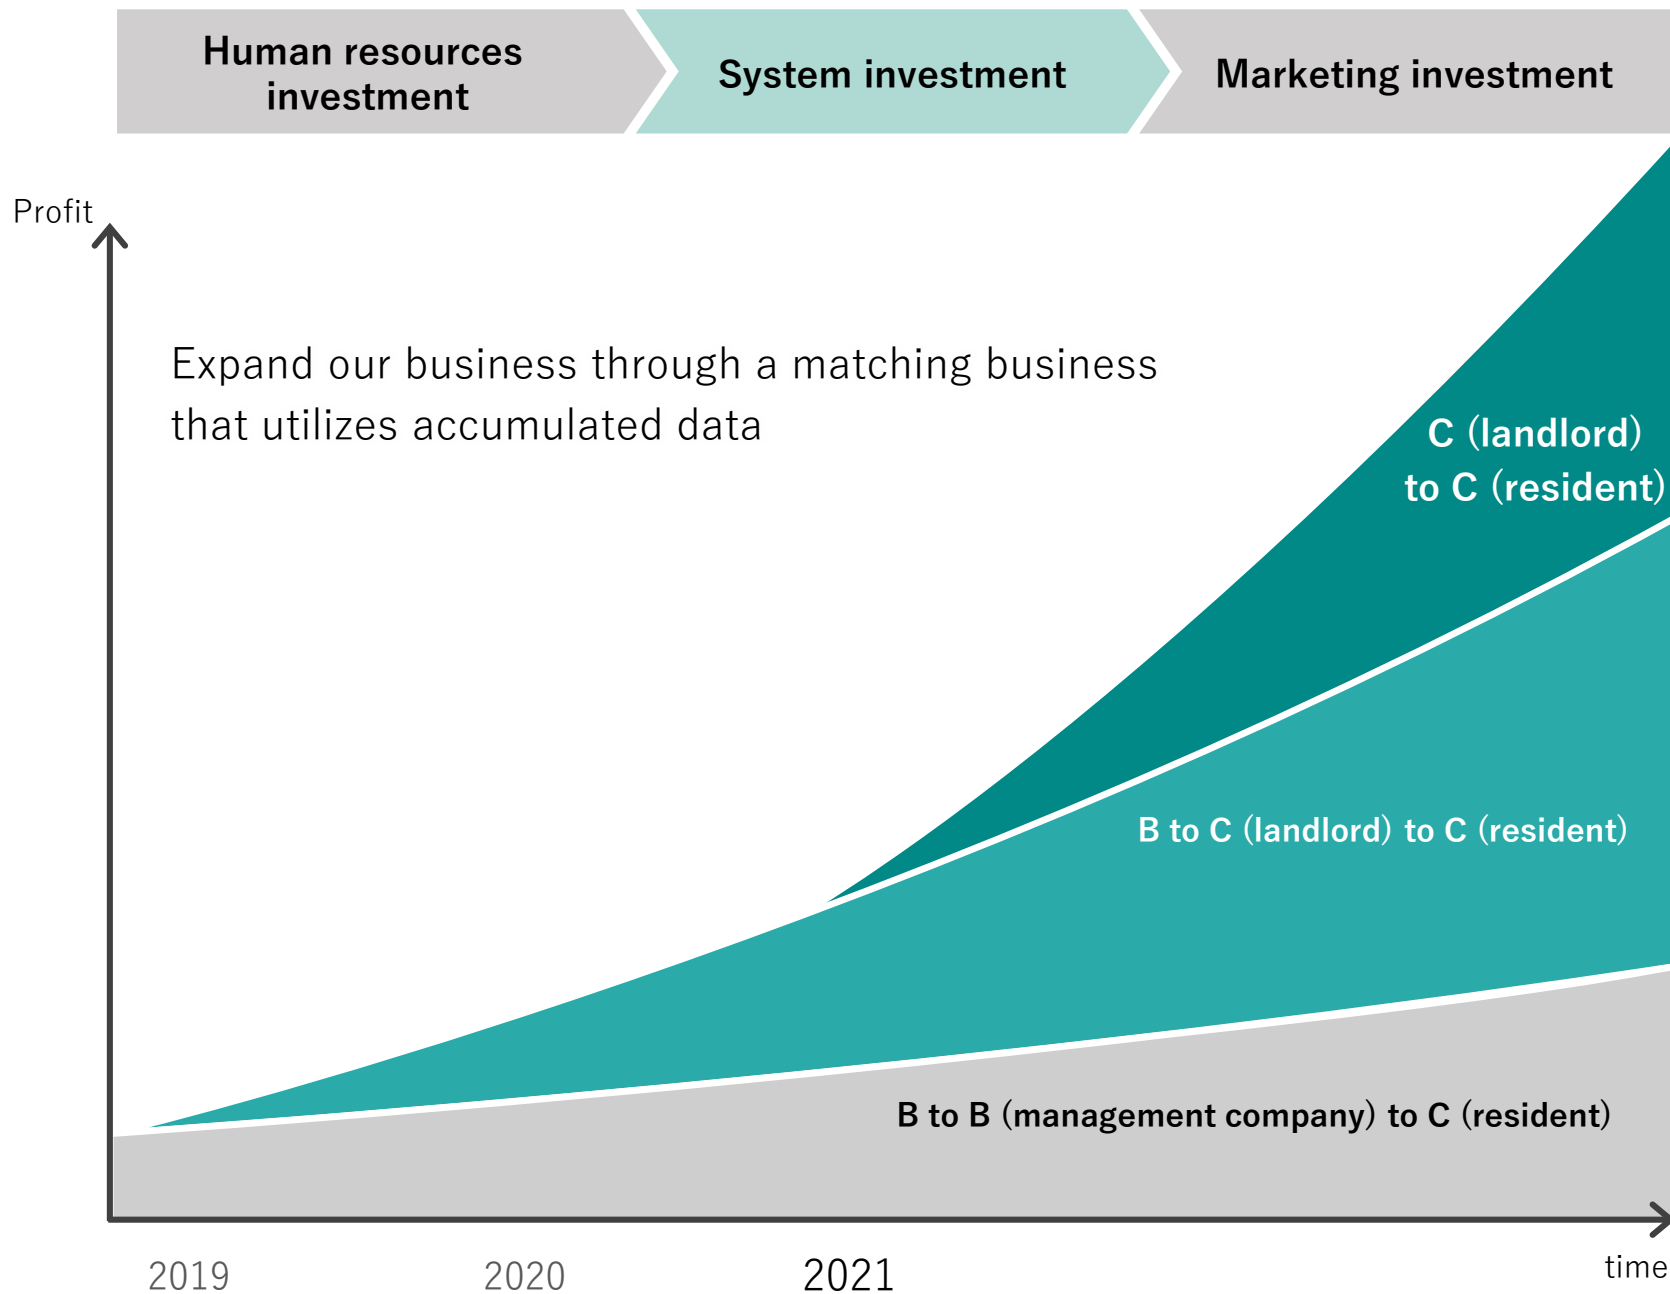 Human resources
investment
System investment
Marketing investment
Profit
Expand our business through a matching business
that utilizes accumulated data
C (landlord)
to C (resident)
B to C (landlord) to C (resident)
B to B (management company) to C (resident)
2019
2020
2021
time